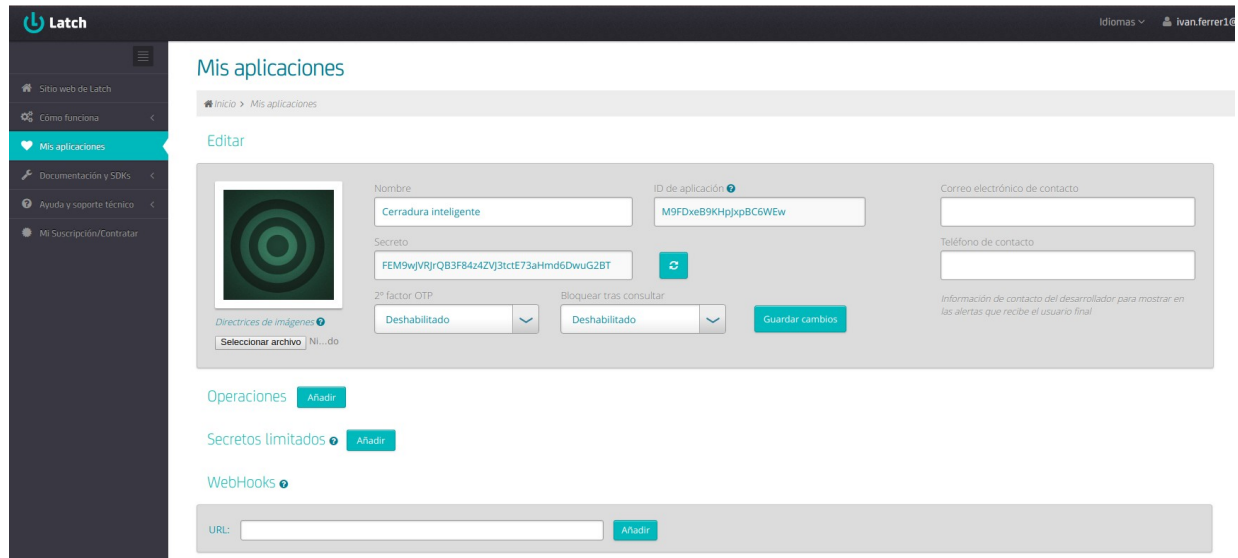 Latch
Idiomas
ivan.ferrer1@
Sitio web de Latch
Cómo funciona
Mis aplicaciones
Documentación y SDKs
Ayuda y soporte técnico
Mi Suscripción/Contratar
Mis aplicaciones
Inicio > Mis aplicaciones
Editar
Nombre
Cerradura inteligente
ID de aplicación
M9FDxeB9KHpJxpBC6WEw
Correo electrónico de contacto
Secreto
FEM9wJVRJrQB3F84z4ZVJ3tctE73aHmd6DwuG2BT
Teléfono de contacto
2º factor OTP
Deshabilitado
Bloquear tras consultar
Deshabilitado
Guardar cambios
Información de contacto del desarrollador para mostrar en
las alertas que recibe el usuario final
Directrices de imágenes
Seleccionar archivo Ni...do
Operaciones Añadir
Secretos limitados Añadir
WebHooks
URL: Añadir